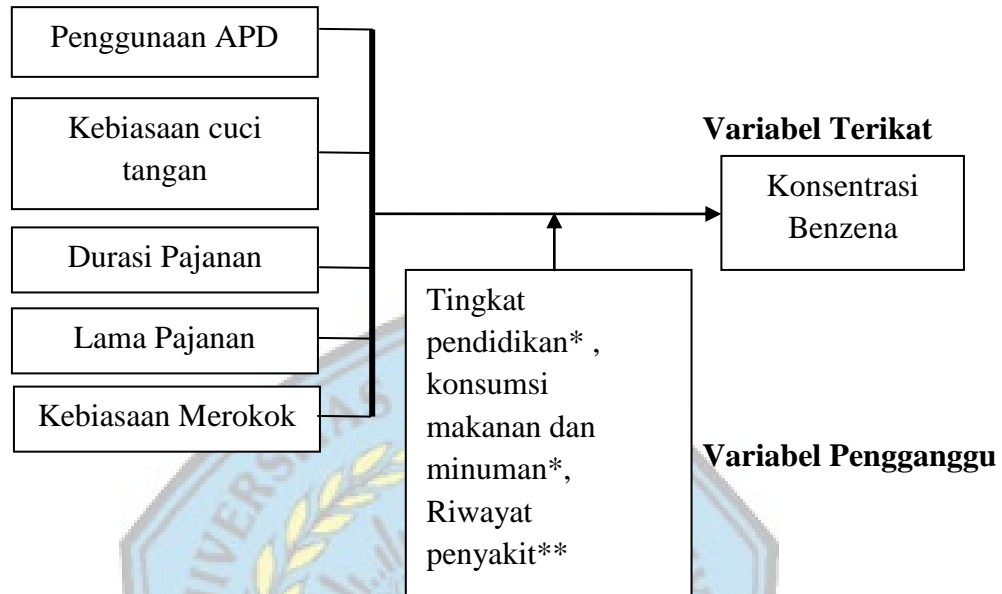 Penggunaan APD
Kebiasaan cuci
tangan
Durasi Pajanan
Lama Pajanan
Kebiasaan Merokok
Variabel Terikat
Konsentrasi
Benzena
Tingkat
pendidikan* ,
konsumsi
makanan dan
minuman*,
Riwayat
penyakit**
Variabel Pengganggu
UNIVERSITAS